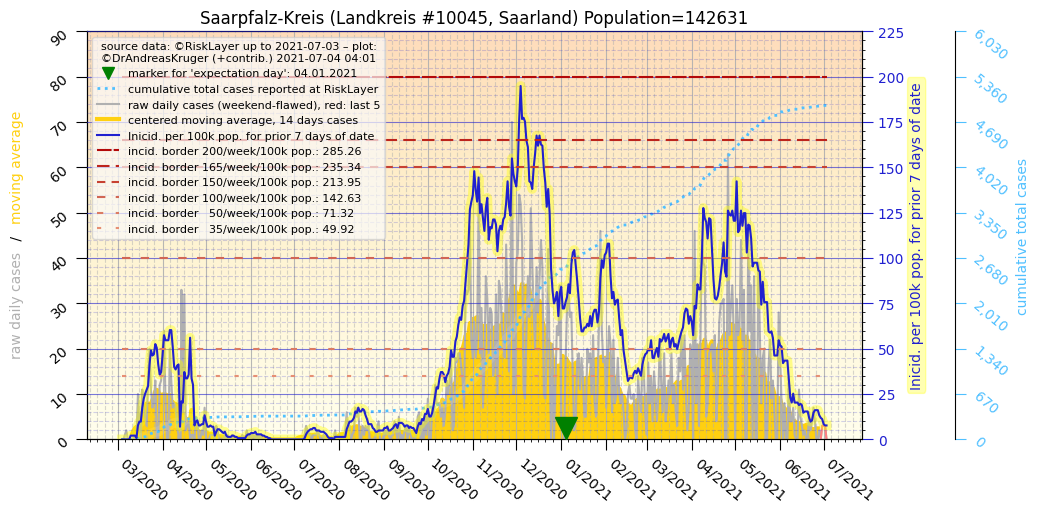 Saarpfalz-Kreis (Landkreis #10045, Saarland) Population=142631
source data: ©RiskLayer up to 2021-07-03 – plot:
©DrAndreasKruger (+contrib.) 2021-07-04 04:01
marker for 'expectation day': 04.01.2021
cumulative total cases reported at RiskLayer
raw daily cases (weekend-flawed), red: last 5
centered moving average, 14 days cases
Inicid. per 100k pop. for prior 7 days of date
incid. border 200/week/100k pop.: 285.26
incid. border 165/week/100k pop.: 235.34
incid. border 150/week/100k pop.: 213.95
incid. border 100/week/100k pop.: 142.63
incid. border   50/week/100k pop.: 71.32
incid. border   35/week/100k pop.: 49.92
raw daily cases   /   moving average
90
80
70
60
50
40
30
20
10
0
225
200
175
150
125
100
75
50
25
0
Inicid. per 100k pop. for prior 7 days of date
6,030
5,360
4,690
4,020
3,350
2,680
2,010
1,340
670
0
cumulative total cases
03/2020
04/2020
05/2020
06/2020
07/2020
08/2020
09/2020
10/2020
11/2020
12/2020
01/2021
02/2021
03/2021
04/2021
05/2021
06/2021
07/2021